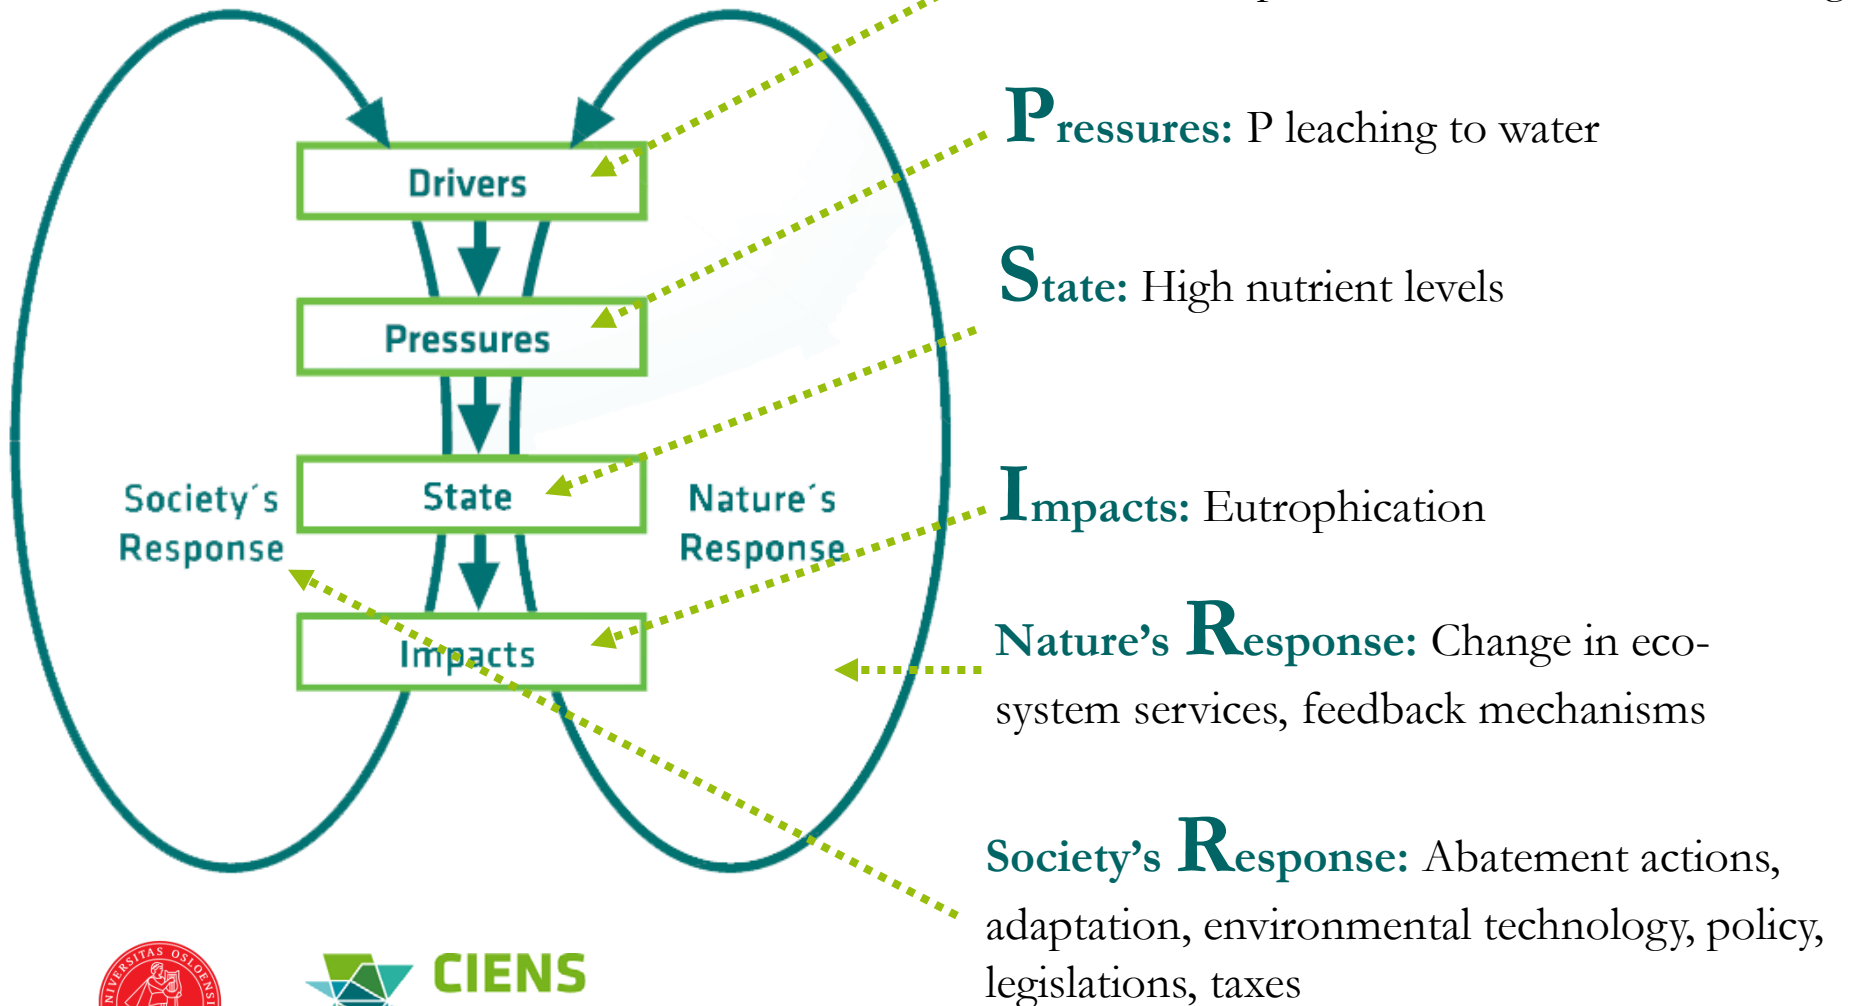 Drivers
Pressures
State
Impacts
Society´s
Response
Nature´s
Response
Pressures: P leaching to water
State: High nutrient levels
Impacts: Eutrophication
Nature’s Response: Change in eco-
system services, feedback mechanisms
Society’s Response: Abatement actions,
adaptation, environmental technology, policy,
legislations, taxes
CIENS